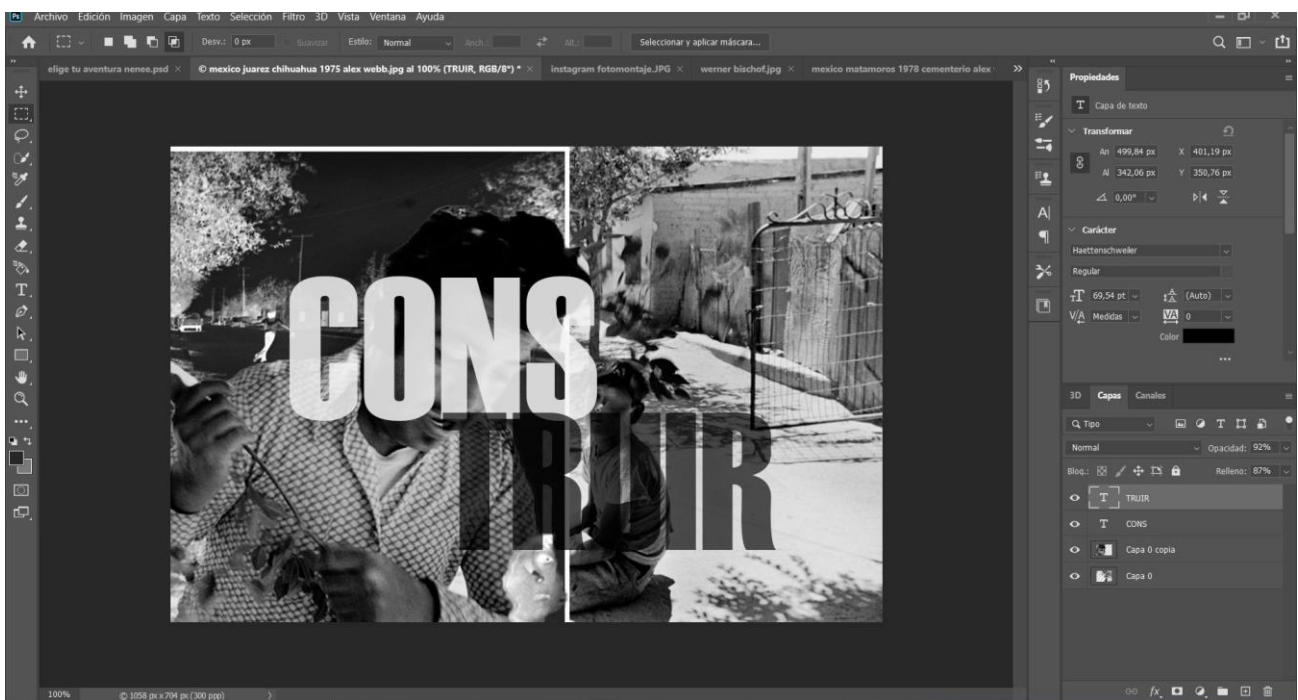 Ps Archivo Edición Imagen Capa Texto Selección Filtro 3D Vista Ventana Ayuda
Desv.: 0 px Suavizar Estilo: Normal Anch.: Alt.: Seleccionar y aplicar máscara...
elige tu aventura nenee.psd × © mexico juarez chihuahua 1975 alex webb.jpg al 100% (TRUIR, RGB/8*) * × instagram fotomontaje.JPG × werner bischof.jpg × mexico matamoros 1978 cementerio alex
Propiedades
T Capa de texto
Transformar
An 499,84 px X 401,19 px
Al 342,06 px Y 350,76 px
0,00°
Carácter
Haettenschweiler
Regular
69,54 pt (Auto)
V/A Medidas VA 0
Color
CONS
TRUIR
3D Capas Canales
Tipo
Normal Opacidad: 92%
Bloq.: Relleno: 87%
T TRUIR
T CONS
Capa 0 copia
Capa 0
100% © 1058 px x 704 px (300 ppp)
fx